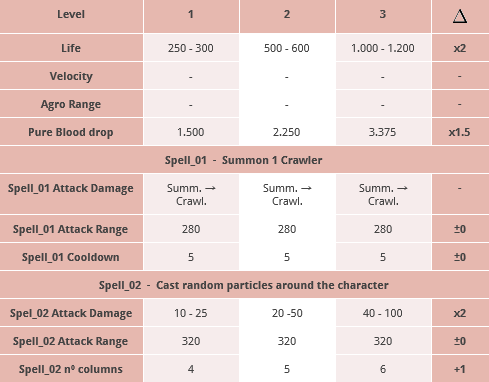 Level 1 2 3 Δ
Life 250 - 300 500 - 600 1.000 - 1.200 x2
Velocity - - - -
Agro Range - - - -
Pure Blood drop 1.500 2.250 3.375 x1.5
Spell_01 - Summon 1 Crawler
Spell_01 Attack Damage Summ. → Summ. → Summ. → -
Crawl. Crawl. Crawl.
Spell_01 Attack Range 280 280 280 ±0
Spell_01 Cooldown 5 5 5 ±0
Spell_02 - Cast random particles around the character
Spel_02 Attack Damage 10 - 25 20 -50 40 - 100 x2
Spel_02 Attack Range 320 320 320 ±0
Spell_02 nº columns 4 5 6 +1